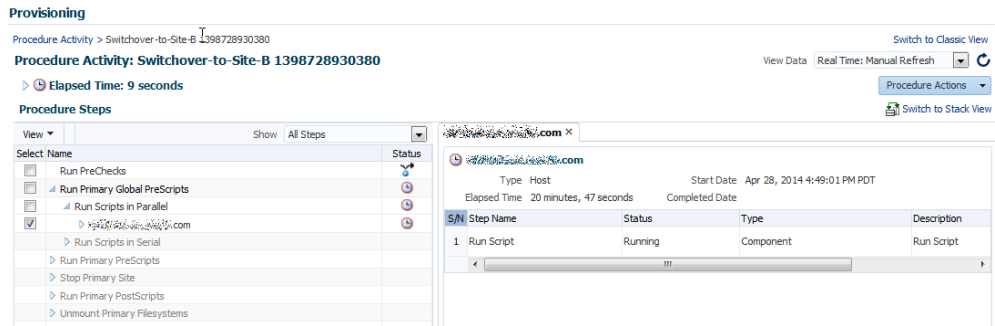 Provisioning
Procedure Activity > Switchover-to-Site-B 1398728930380
Switch to Classic View
Procedure Activity: Switchover-to-Site-B 1398728930380
View Data Real Time: Manual Refresh
Elapsed Time: 9 seconds
Procedure Actions
Procedure Steps
Switch to Stack View
View
Show All Steps
.com ×
Select Name Status
Run PreChecks
Run Primary Global PreScripts
Run Scripts in Parallel
.com
Run Scripts in Serial
Run Primary PreScripts
Stop Primary Site
Run Primary PostScripts
Unmount Primary Filesystems
.com
Type Host
Start Date Apr 28, 2014 4:49:01 PM PDT
Elapsed Time 20 minutes, 47 seconds
Completed Date
S/N Step Name Status Type Description
1 Run Script Running Component Run Script